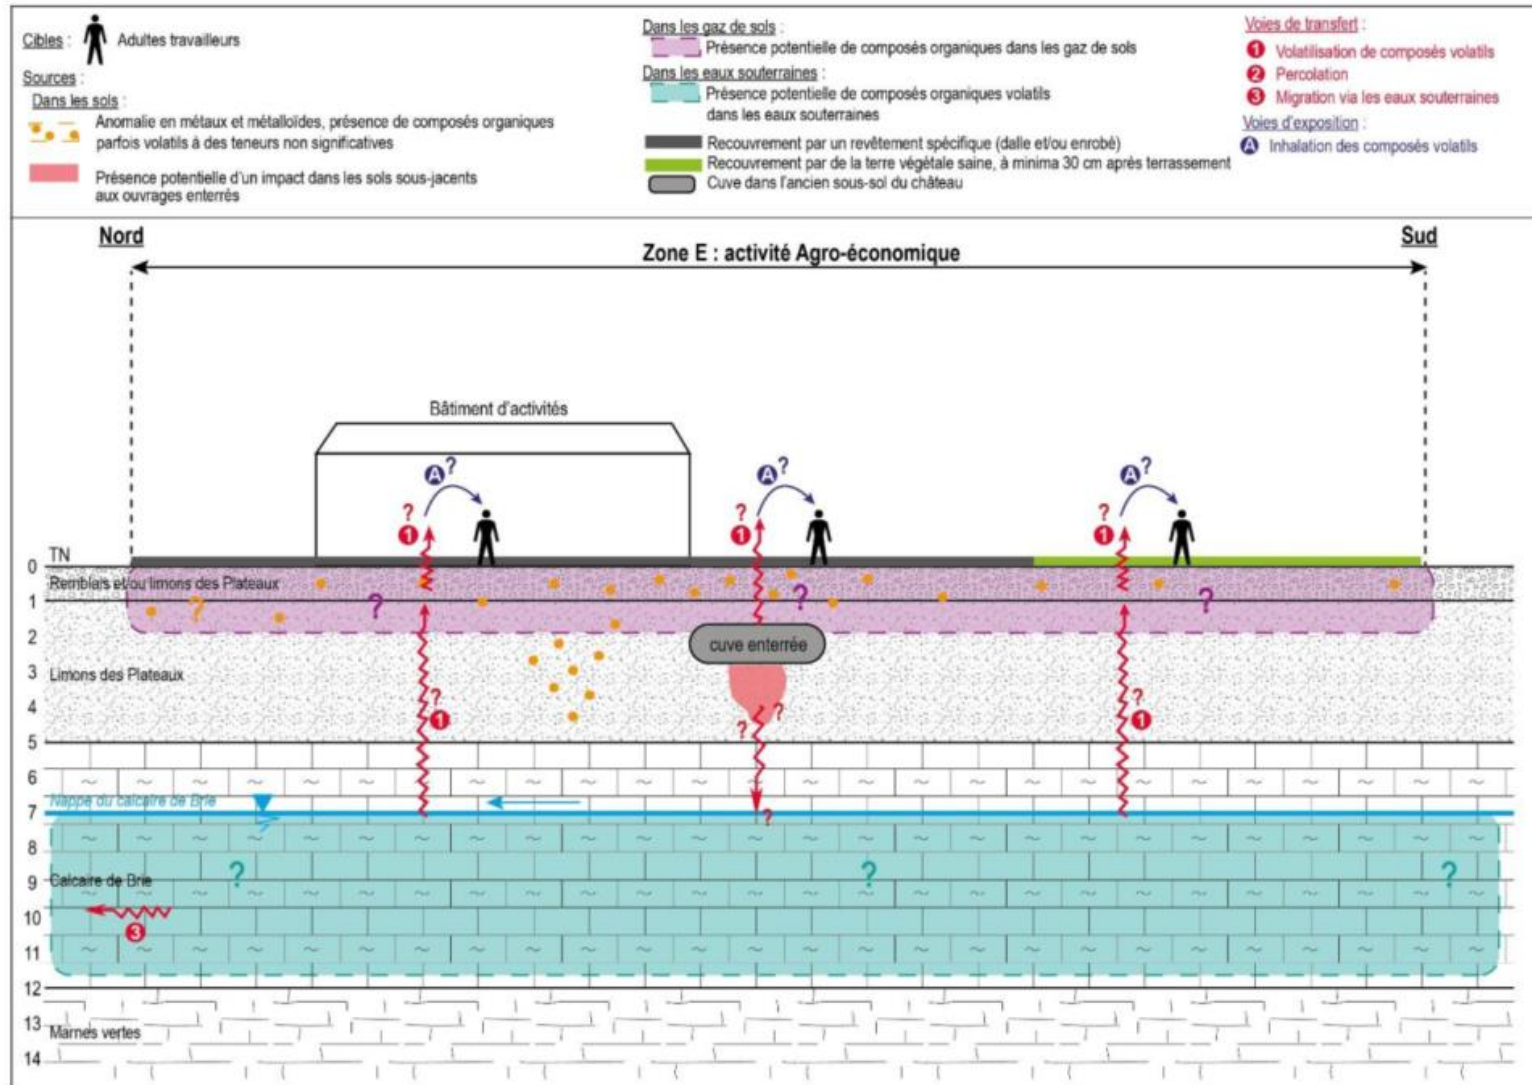 Cibles :
Adultes travailleurs
Sources :
Dans les sols :
Anomalie en métaux et métalloïdes, présence de composés organiques
parfois volatils à des teneurs non significatives
Présence potentielle d'un impact dans les sols sous-jacents
aux ouvrages enterrés
Dans les gaz de sols :
Présence potentielle de composés organiques dans les gaz de sols
Dans les eaux souterraines :
Présence potentielle de composés organiques volatils
dans les eaux souterraines
Recouvrement par un revêtement spécifique (dalle et/ou enrobé)
Recouvrement par de la terre végétale saine, à minima 30 cm après terrassement
Cuve dans l'ancien sous-sol du château
Voies de transfert :
1 Volatilisation de composés volatils
2 Percolation
3 Migration via les eaux souterraines
Voies d'exposition :
A Inhalation des composés volatils
Nord
Sud
Zone E : activité Agro-économique
Bâtiment d'activités
A ? A ? A ?
? ? ?
1 1 1
TN
0
Remblais et/ou limons des Plateaux
1
? ? ? ?
2
cuve enterrée
3
Limons des Plateaux
4
? ? ? ?
1 1
5
6
Nappe du calcaire de Brie
7
?
8
? ? ?
9
Calcaire de Brie
10
3
11
12
13
Marnes vertes
14